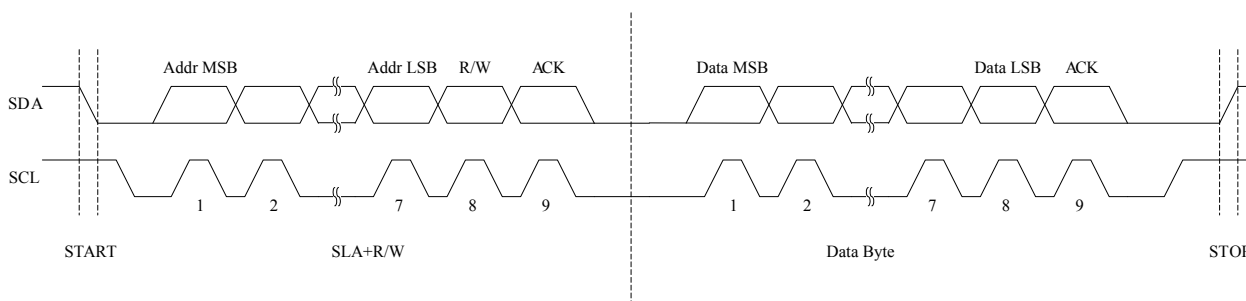 Addr MSB Addr LSB R/W ACK Data MSB Data LSB ACK
SDA
SCL
1 2 7 8 9 1 2 7 8 9
START SLA+R/W Data Byte